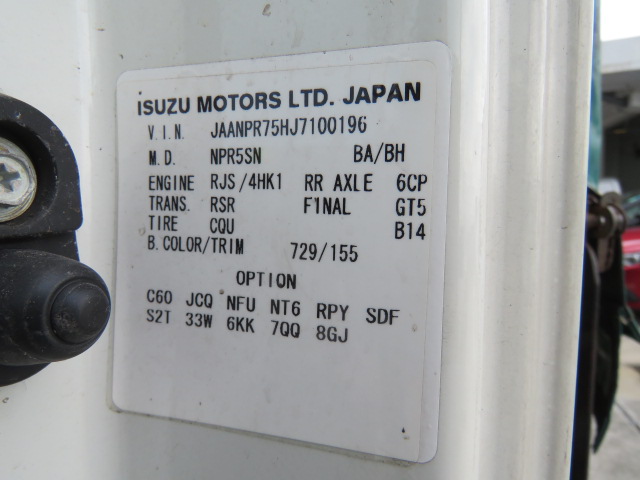 ISUZU MOTORS LTD. JAPAN
V.I.N. JAANPR75HJ7100196
M.D. NPR5SN BA/BH
ENGINE RJS/4HK1 RR AXLE 6CP
TRANS. RSR FINAL GT5
TIRE CQU B14
B.COLOR/TRIM 729/155
OPTION
C60 JCQ NFU NT6 RPY SDF
S2T 33W 6KK 7QQ 8GJ